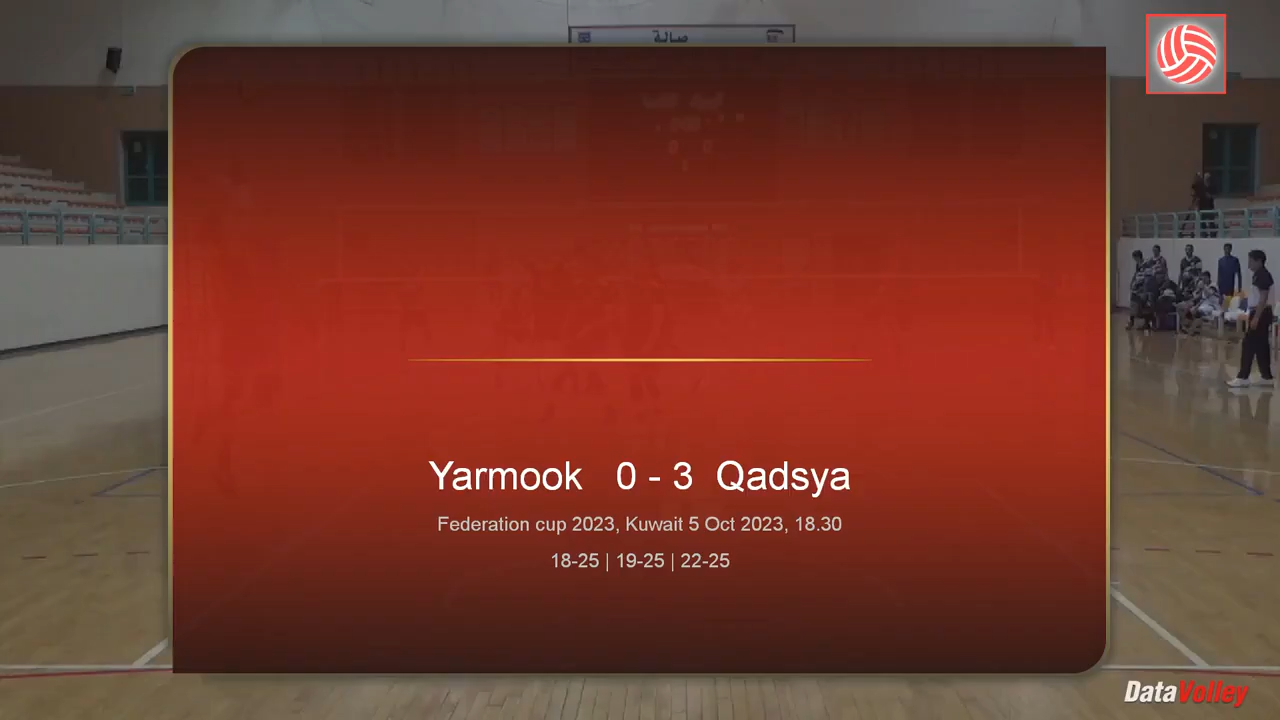 صالة
Yarmook 0 - 3 Qadsya
Federation cup 2023, Kuwait 5 Oct 2023, 18.30
18-25 | 19-25 | 22-25
DataVolley